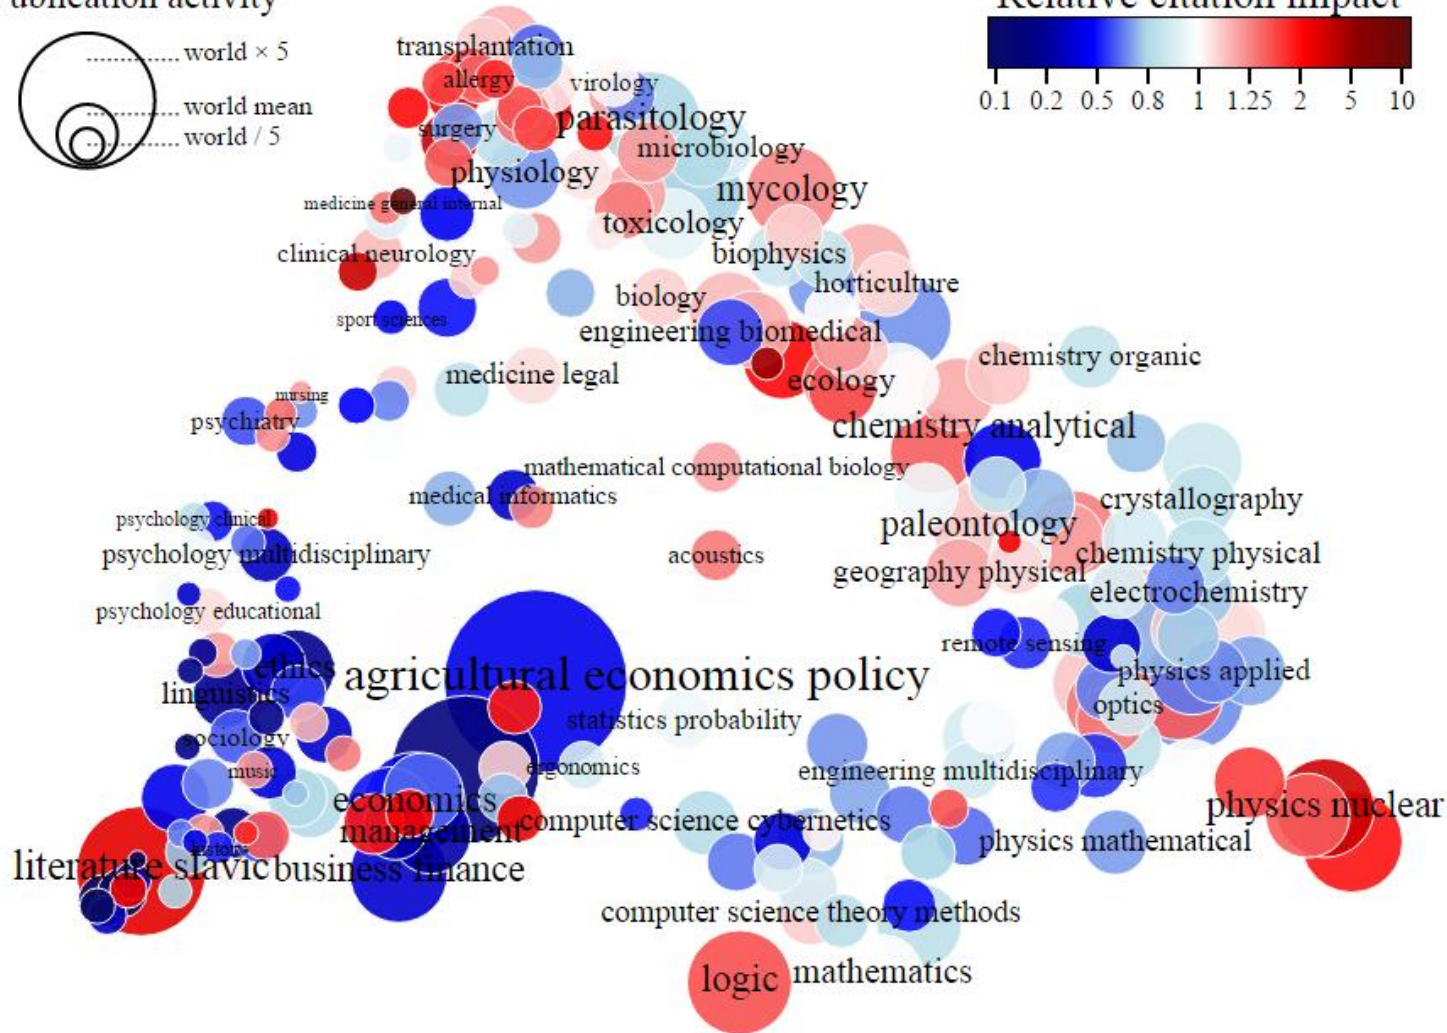 ublication activity
Relative citation impact
world × 5
world mean
world / 5
0.1 0.2 0.5 0.8 1 1.25 2 5 10
transplantation
allergy
virology
surgery
parasitology
microbiology
physiology
mycology
medicine general internal
toxicology
clinical neurology
biophysics
horticulture
biology
sport sciences
engineering biomedical
chemistry organic
medicine legal
ecology
nursing
psychiatry
chemistry analytical
mathematical computational biology
medical informatics
crystallography
psychology clinical
paleontology
psychology multidisciplinary
acoustics
chemistry physical
geography physical
electrochemistry
psychology educational
remote sensing
ethics
agricultural economics policy
physics applied
linguistics
optics
statistics probability
sociology
music
ergonomics
engineering multidisciplinary
economics
physics nuclear
management
computer science cybernetics
physics mathematical
literature slavic
business finance
computer science theory methods
logic
mathematics